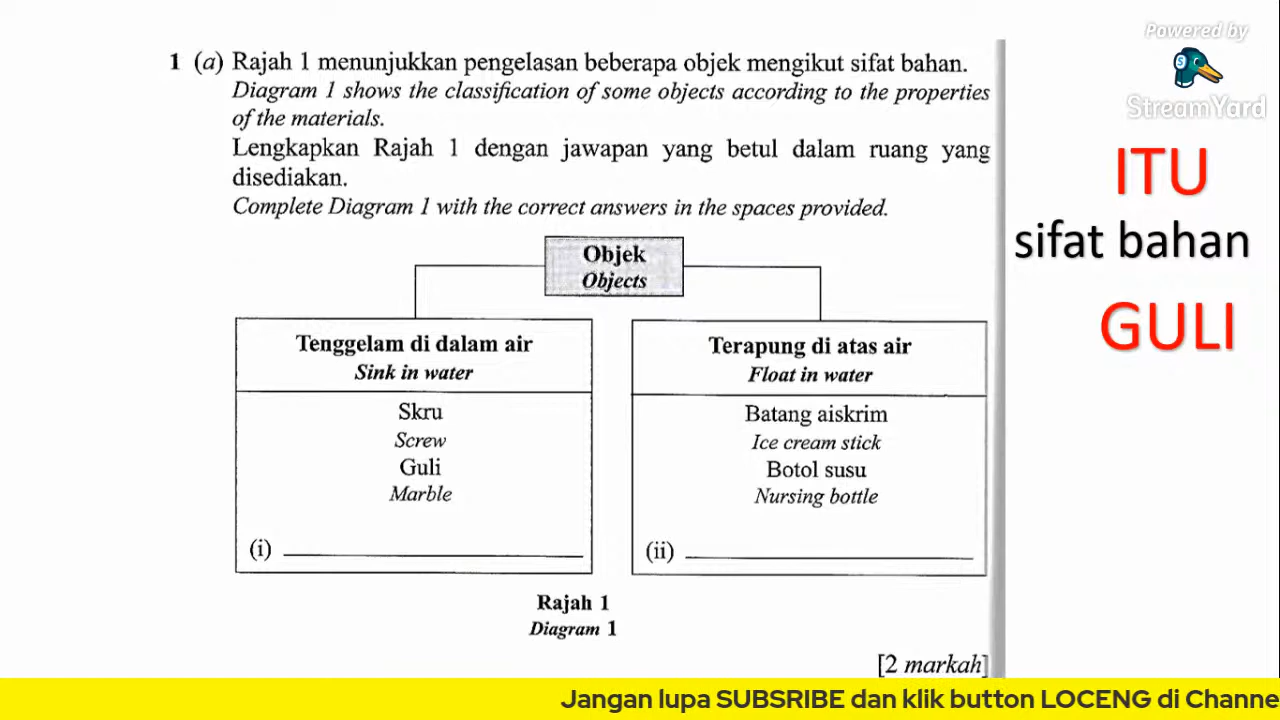 1 (a) Rajah 1 menunjukkan pengelasan beberapa objek mengikut sifat bahan.
Diagram 1 shows the classification of some objects according to the properties
of the materials.
Lengkapkan Rajah 1 dengan jawapan yang betul dalam ruang yang
disediakan.
Complete Diagram 1 with the correct answers in the spaces provided.
Objek
Objects
Tenggelam di dalam air
Sink in water
Skru
Screw
Guli
Marble
(i)
Terapung di atas air
Float in water
Batang aiskrim
Ice cream stick
Botol susu
Nursing bottle
(ii)
Rajah 1
Diagram 1
[2 markah]
Powered by
StreamYard
ITU
sifat bahan
GULI
Jangan lupa SUBSRIBE dan klik button LOCENG di Channe